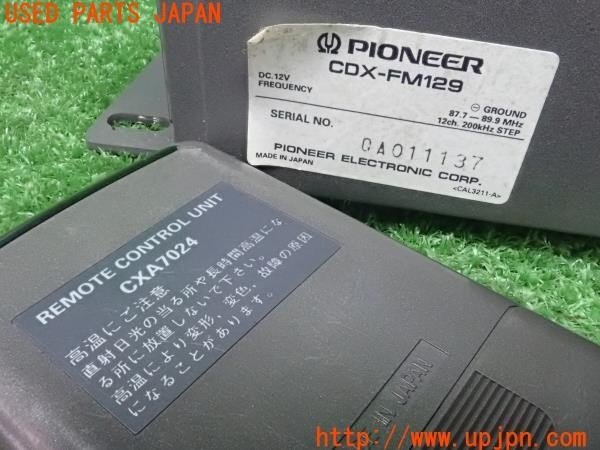 USED PARTS JAPAN
PIONEER
CDX-FM129
DC.12V
FREQUENCY
⊖ GROUND
87.7 — 89.9 MHz
12ch. 200kHz STEP
SERIAL NO.
0A011137
PIONEER ELECTRONIC CORP.
MADE IN JAPAN
<CAL3211-A>
REMOTE CONTROL UNIT
CXA7024
高温にご注意
直射日光の当る所や長時間高温にな
る所に放置しないで下さい。
高温により変形、変色、故障の原因
になることがあります。
IN JAPAN
http://www.upjpn.com/